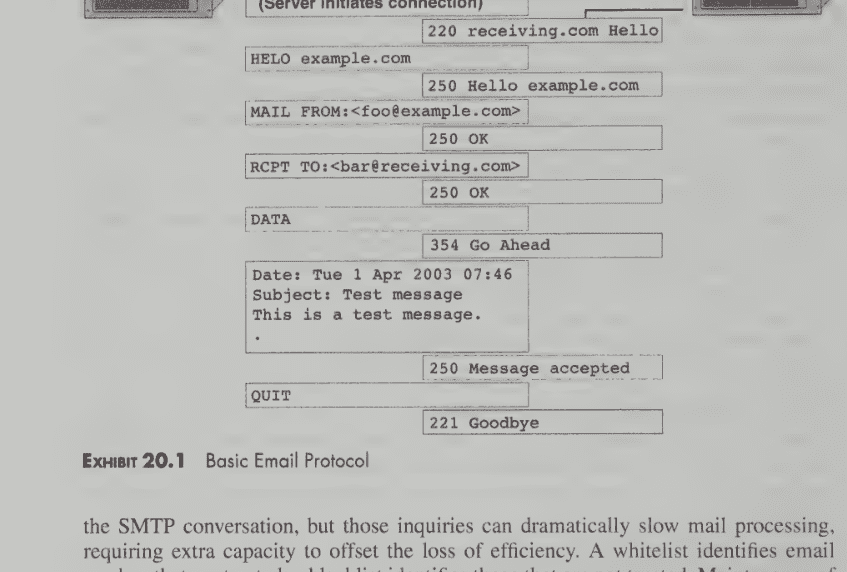 (Server initiates connection)
220 receiving.com Hello
HELO example.com
250 Hello example.com
MAIL FROM:<foo@example.com>
250 OK
RCPT TO:<bar@receiving.com>
250 OK
DATA
354 Go Ahead
Date: Tue 1 Apr 2003 07:46
Subject: Test message
This is a test message.
.
250 Message accepted
QUIT
221 Goodbye
EXHIBIT 20.1 Basic Email Protocol
the SMTP conversation, but those inquiries can dramatically slow mail processing,
requiring extra capacity to offset the loss of efficiency. A whitelist identifies email